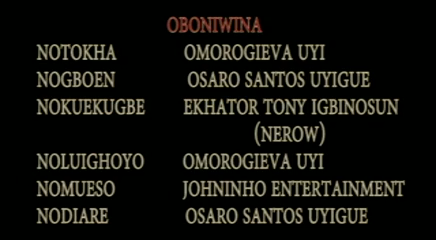 OBONIWINA
NOTOKHA OMOROGIEVA UYI
NOGBOEN OSARO SANTOS UYIGUE
NOKUEKUGBE EKHATOR TONY IGBINOSUN
(NEROW)
NOLUIGHOYO OMOROGIEVA UYI
NOMUESO JOHNINHO ENTERTAINMENT
NODIARE OSARO SANTOS UYIGUE